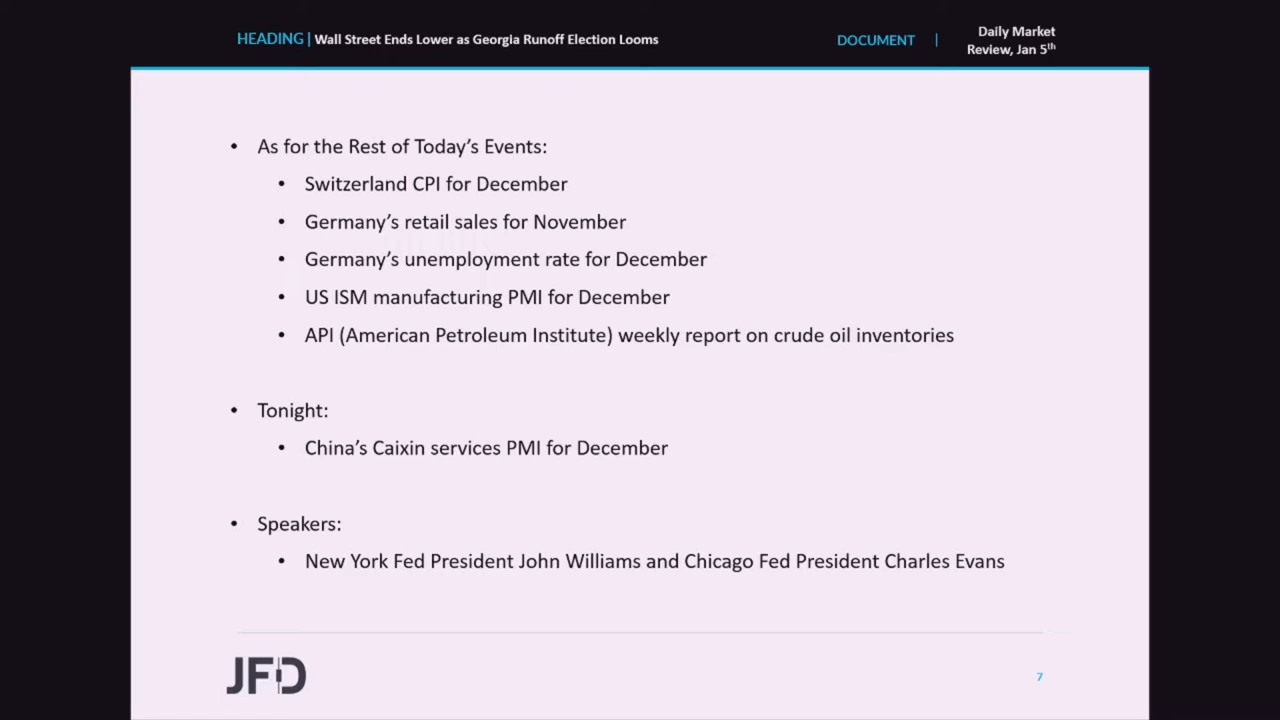 HEADING | Wall Street Ends Lower as Georgia Runoff Election Looms
DOCUMENT | Daily Market
Review, Jan 5th
• As for the Rest of Today's Events:
• Switzerland CPI for December
• Germany's retail sales for November
• Germany's unemployment rate for December
• US ISM manufacturing PMI for December
• API (American Petroleum Institute) weekly report on crude oil inventories
• Tonight:
• China's Caixin services PMI for December
• Speakers:
• New York Fed President John Williams and Chicago Fed President Charles Evans
JFD
7